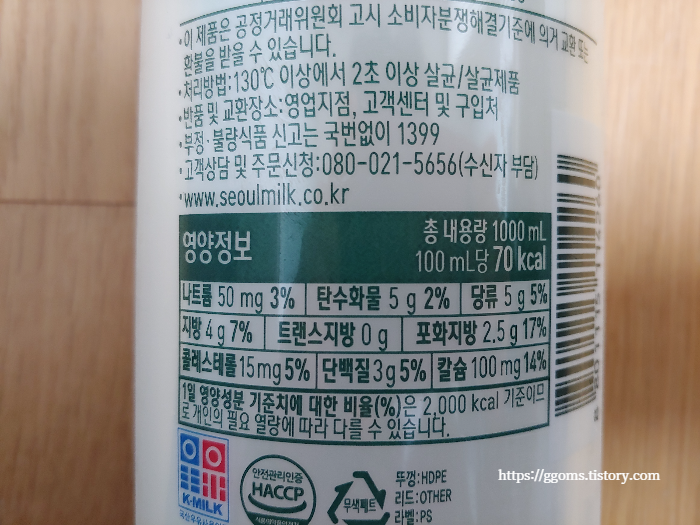 ·이 제품은 공정거래위원회 고시 소비자분쟁해결기준에 의거 교환 또는
환불을 받을 수 있습니다.
·처리방법:130℃ 이상에서 2초 이상 살균/살균제품
·반품 및 교환장소:영업지점, 고객센터 및 구입처
·부정·불량식품 신고는 국번없이 1399
·고객상담 및 주문신청:080-021-5656(수신자 부담)
·www.seoulmilk.co.kr
영양정보
총 내용량 1000 mL
100 mL당 70 kcal
나트륨 50 mg 3% 탄수화물 5 g 2% 당류 5 g 5%
지방 4 g 7% 트랜스지방 0 g 포화지방 2.5 g 17%
콜레스테롤 15 mg 5% 단백질 3 g 5% 칼슘 100 mg 14%
1일 영양성분 기준치에 대한 비율(%)은 2,000 kcal 기준이므
로 개인의 필요 열량에 따라 다를 수 있습니다.
K-MILK
안전관리인증
HACCP
무색페트
뚜껑:HDPE
리드:OTHER
라벨:PS
https://ggoms.tistory.com